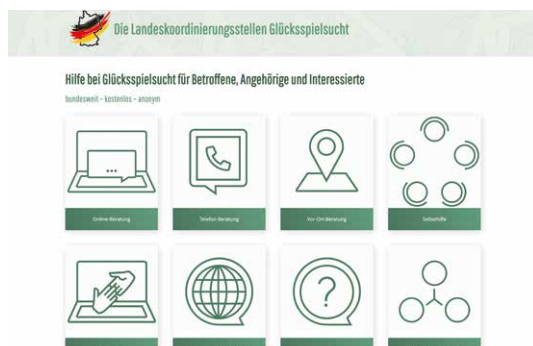 Die Landeskoordinierungsstellen Glücksspielsucht
Hilfe bei Glücksspielsucht für Betroffene, Angehörige und Interessierte
bundesweit – kostenlos – anonym
Online-Beratung
Telefon-Beratung
Vor-Ort-Beratung
Selbsthilfe
...
?